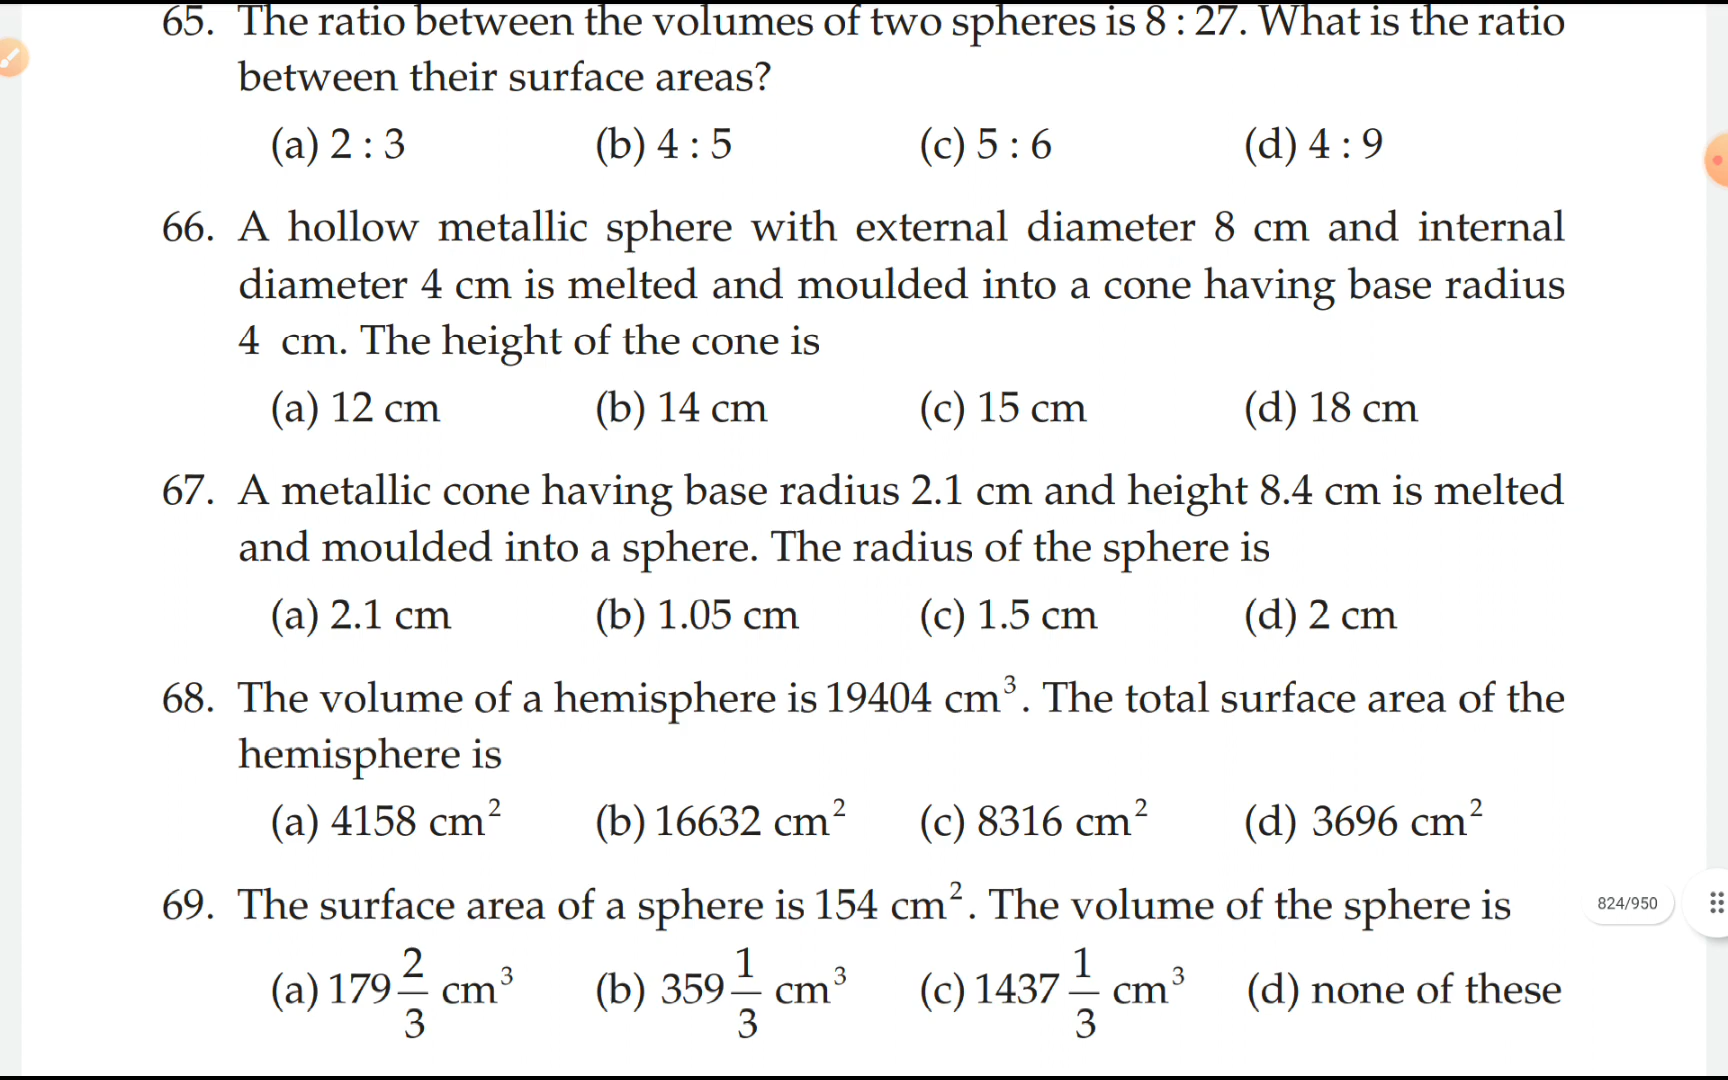 65. The ratio between the volumes of two spheres is 8 : 27. What is the ratio
between their surface areas?
(a) 2 : 3 (b) 4 : 5 (c) 5 : 6 (d) 4 : 9
66. A hollow metallic sphere with external diameter 8 cm and internal
diameter 4 cm is melted and moulded into a cone having base radius
4 cm. The height of the cone is
(a) 12 cm (b) 14 cm (c) 15 cm (d) 18 cm
67. A metallic cone having base radius 2.1 cm and height 8.4 cm is melted
and moulded into a sphere. The radius of the sphere is
(a) 2.1 cm (b) 1.05 cm (c) 1.5 cm (d) 2 cm
68. The volume of a hemisphere is 19404 cm³. The total surface area of the
hemisphere is
(a) 4158 cm² (b) 16632 cm² (c) 8316 cm² (d) 3696 cm²
69. The surface area of a sphere is 154 cm². The volume of the sphere is
824/950
(a) 179 2/3 cm³ (b) 359 1/3 cm³ (c) 1437 1/3 cm³ (d) none of these